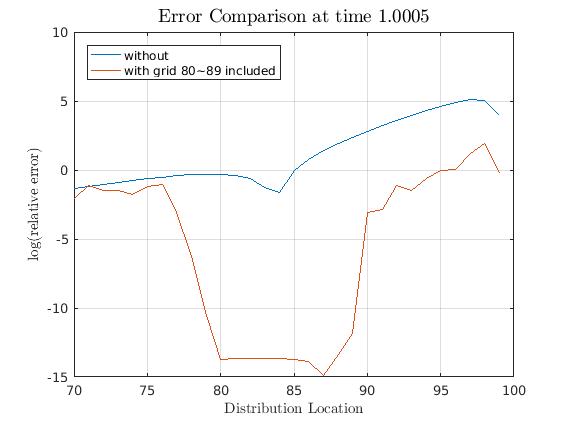 Error Comparison at time 1.0005
10
without
with grid 80~89 included
5
0
-5
-10
-15
log(relative error)
70 75 80 85 90 95 100
Distribution Location